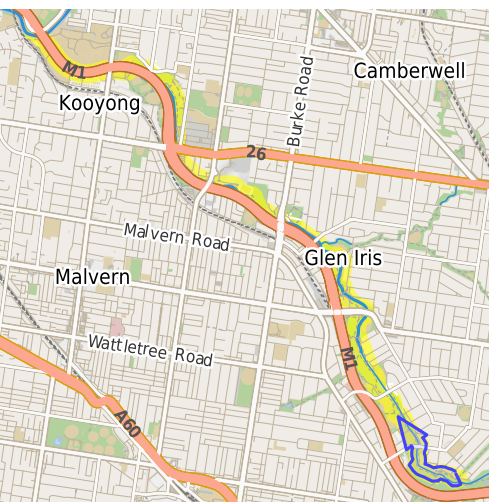 Camberwell
M1
Kooyong
Burke Road
26
Malvern Road
Glen Iris
Malvern
Wattletree Road
M1
A60